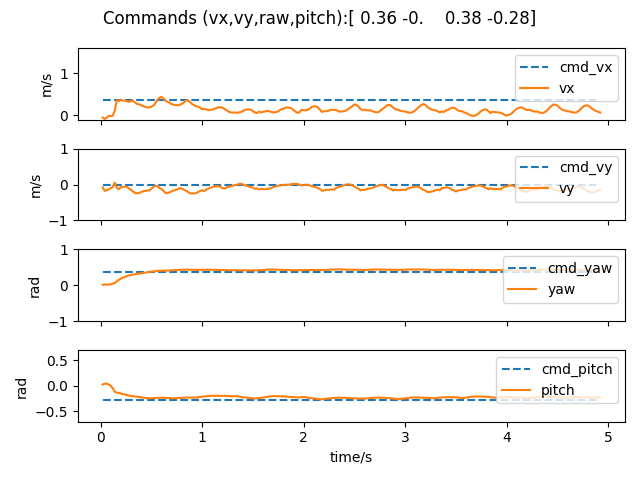 Commands (vx,vy,raw,pitch):[ 0.36 -0.    0.38 -0.28]
1
0
m/s
cmd_vx
vx
1
0
−1
m/s
cmd_vy
vy
1
0
−1
rad
cmd_yaw
yaw
0.5
0.0
−0.5
rad
cmd_pitch
pitch
0 1 2 3 4 5
time/s